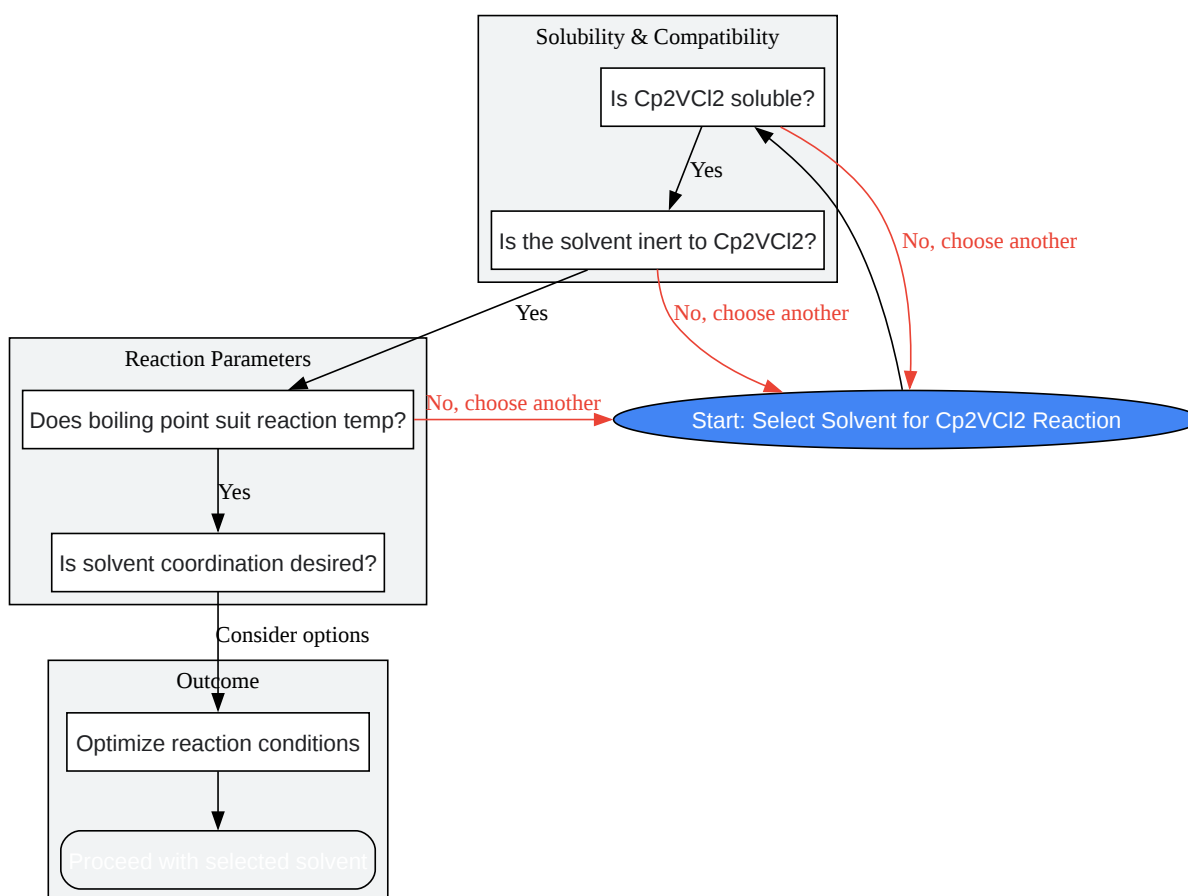 Solubility & Compatibility
Is Cp2VCl2 soluble?
Yes
Is the solvent inert to Cp2VCl2?
No, choose another
Yes
No, choose another
Reaction Parameters
Does boiling point suit reaction temp?
No, choose another
Start: Select Solvent for Cp2VCl2 Reaction
Yes
Is solvent coordination desired?
Consider options
Outcome
Optimize reaction conditions
Proceed with selected solvent